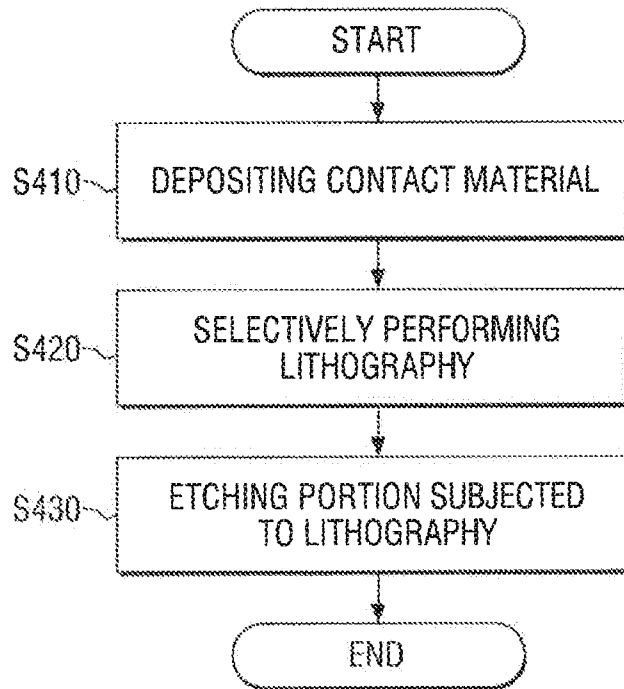 START
S410
DEPOSITING CONTACT MATERIAL
S420
SELECTIVELY PERFORMING
LITHOGRAPHY
S430
ETCHING PORTION SUBJECTED
TO LITHOGRAPHY
END